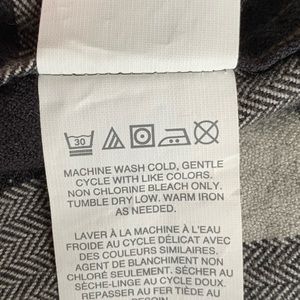 30
MACHINE WASH COLD, GENTLE
CYCLE WITH LIKE COLORS.
NON CHLORINE BLEACH ONLY.
TUMBLE DRY LOW. WARM IRON
AS NEEDED.
LAVER À LA MACHINE À L'EAU
FROIDE AU CYCLE DÉLICAT AVEC
DES COULEURS SIMILAIRES.
AGENT DE BLANCHIMENT NON
CHLORÉ SEULEMENT. SÉCHER AU
SÈCHE-LINGE AU CYCLE DOUX.
REPASSER AU FER TIÈDE AU
BESOIN.